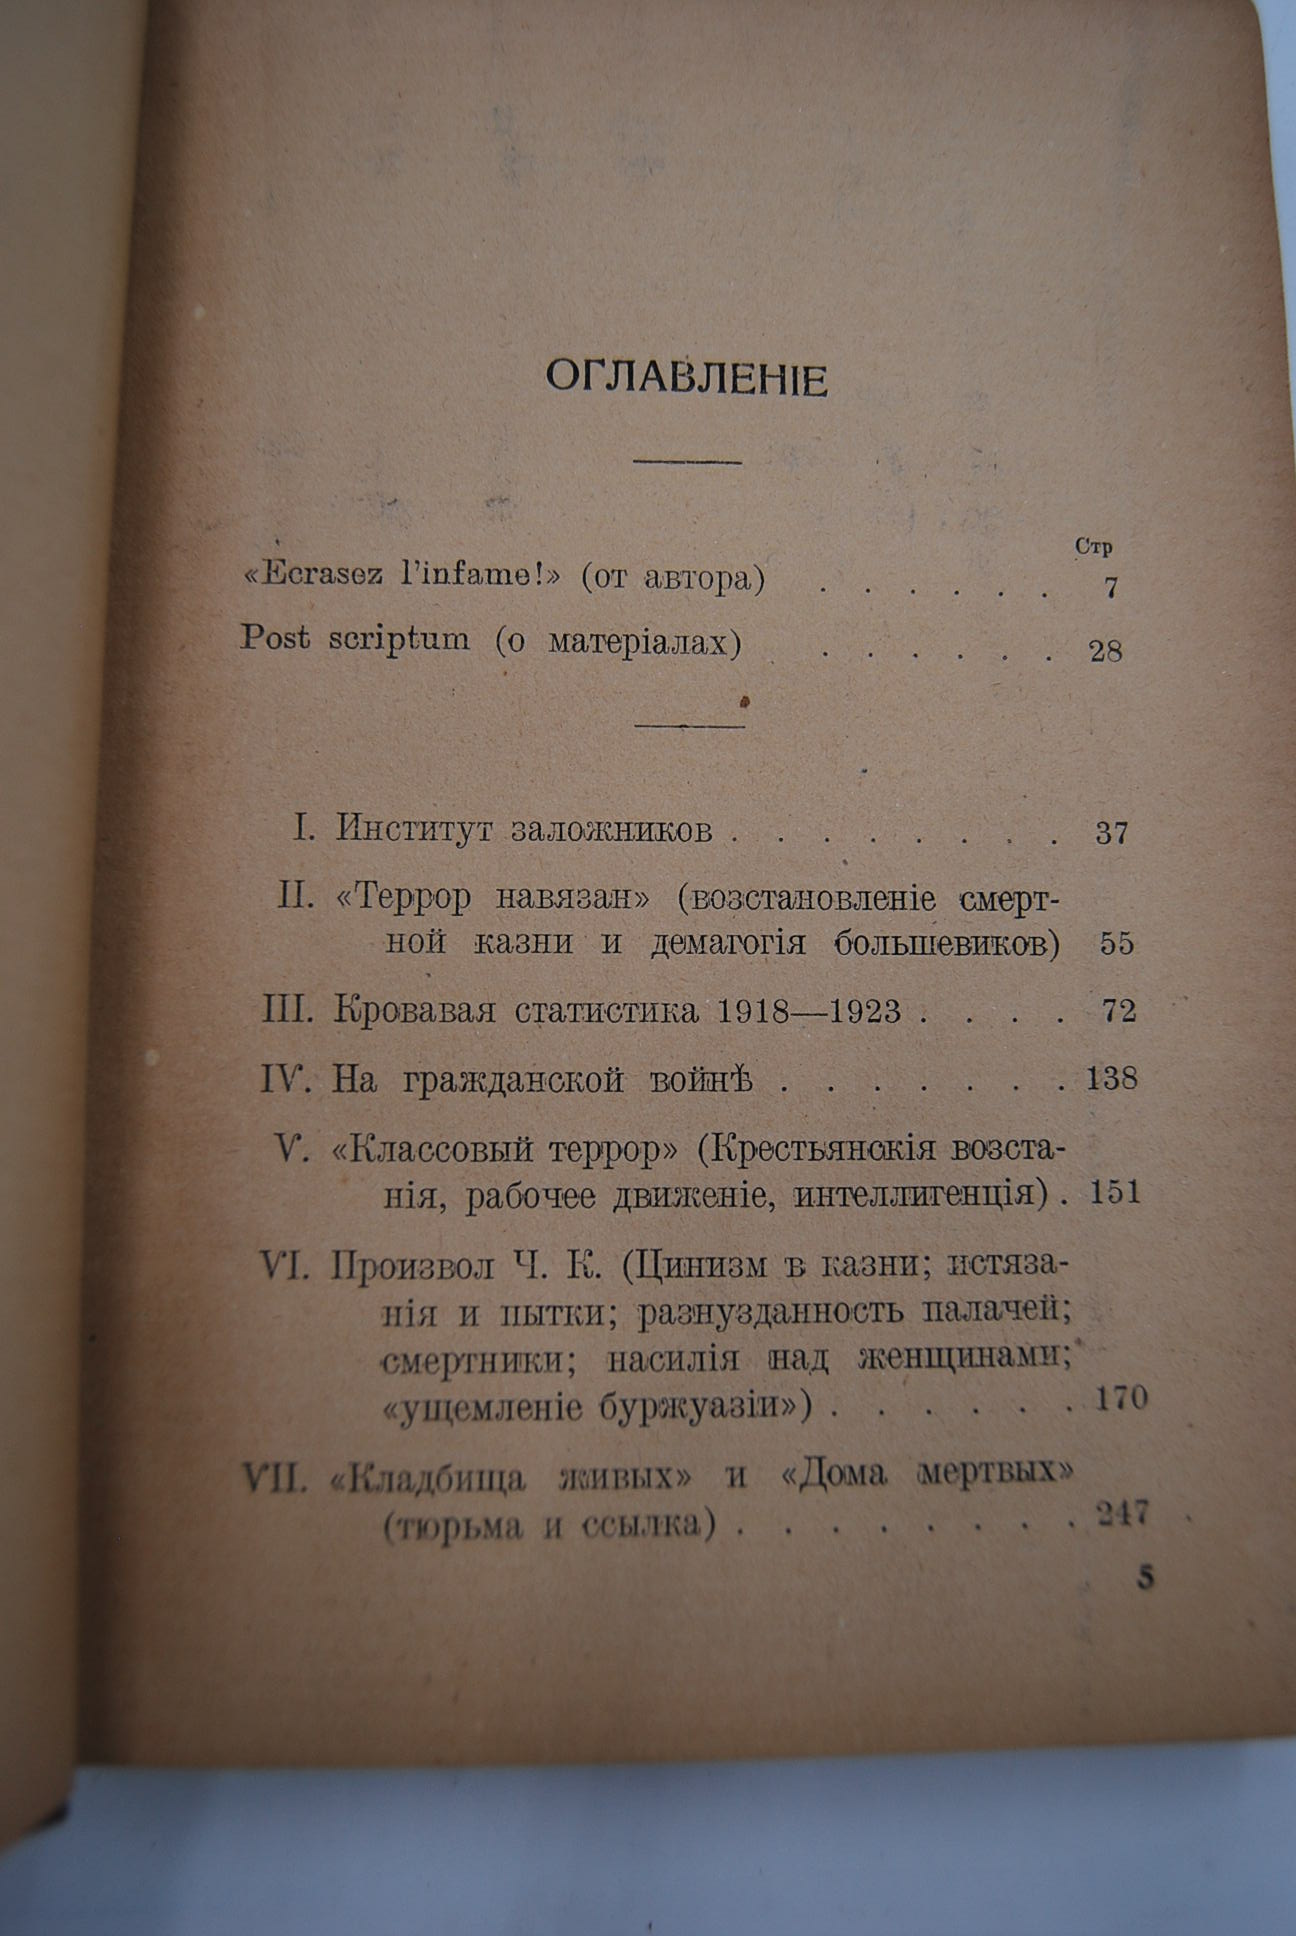 ОГЛАВЛЕНІЕ
Стр
«Ecrasez l'infame!» (от автора) . . . . . . 7
Post scriptum (о матеріалах) . . . . . . 28
I. Институт заложников . . . . . . . . 37
II. «Террор навязан» (возстановленіе смерт-
ной казни и демагогія большевиков) 55
III. Кровавая статистика 1918—1923 . . . . 72
IV. На гражданской войнѣ . . . . . . . 138
V. «Классовый террор» (Крестьянскія возста-
нія, рабочее движеніе, интеллигенція) . 151
VI. Произвол Ч. К. (Цинизм в казни; истяза-
нія и пытки; разнузданность палачей;
смертники; насилія над женщинами;
«ущемленіе буржуазіи») . . . . . . 170
VII. «Кладбища живых» и «Дома мертвых»
(тюрьма и ссылка) . . . . . . . . 247
5